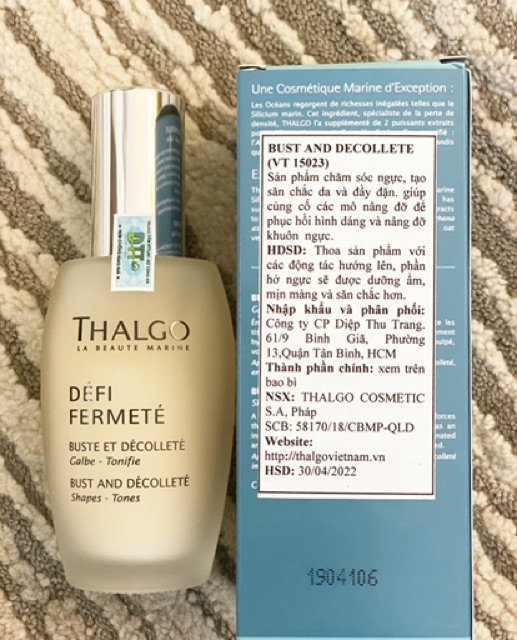 THALGO
LA BEAUTE MARINE
DÉFI
FERMETÉ
BUSTE ET DÉCOLLETÉ
Galbe - Tonifie
BUST AND DÉCOLLETÉ
Shapes - Tones
Une Cosmétique Marine d'Exception :
Les Océans regorgent de richesses inégalées telles que le
Silicium marin. Cet ingrédient, spécialiste de la perte de
densité, THALGO l'a supplémenté de 2 puissants extraits
BUST AND DECOLLETE
(VT 15023)
Sản phẩm chăm sóc ngực, tạo
săn chắc da và đầy đặn, giúp
củng cố các mô nâng đỡ để
phục hồi hình dáng và nâng đỡ
khuôn ngực.
HDSD: Thoa sản phẩm với
các động tác hướng lên, phần
hở ngực sẽ được dưỡng ẩm,
mịn màng và săn chắc hơn.
Nhập khẩu và phân phối:
Công ty CP Diệp Thu Trang.
61/9 Bình Giã, Phường
13,Quận Tân Bình, HCM
Thành phần chính: xem trên
bao bì
NSX: THALGO COSMETIC
S.A, Pháp
SCB: 58170/18/CBMP-QLD
Website:
http://thalgovietnam.vn
HSD: 30/04/2022
1904106